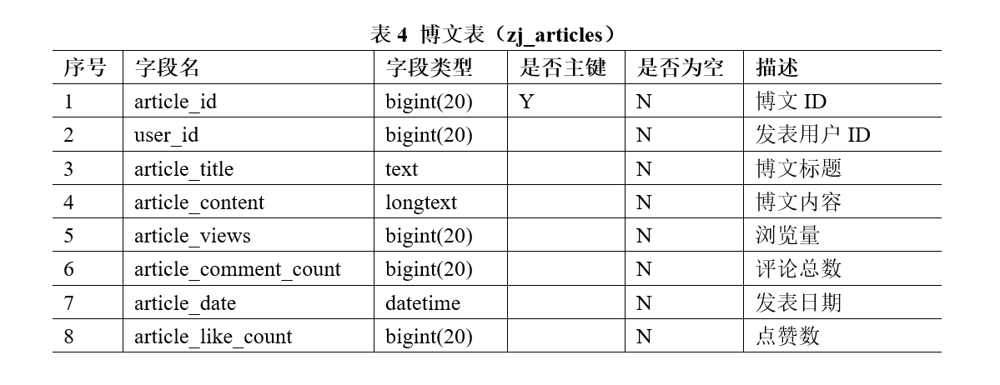 表 4 博文表（zj_articles）
序号 字段名 字段类型 是否主键 是否为空 描述
1 article_id bigint(20) Y N 博文 ID
2 user_id bigint(20) N 发表用户 ID
3 article_title text N 博文标题
4 article_content longtext N 博文内容
5 article_views bigint(20) N 浏览量
6 article_comment_count bigint(20) N 评论总数
7 article_date datetime N 发表日期
8 article_like_count bigint(20) N 点赞数